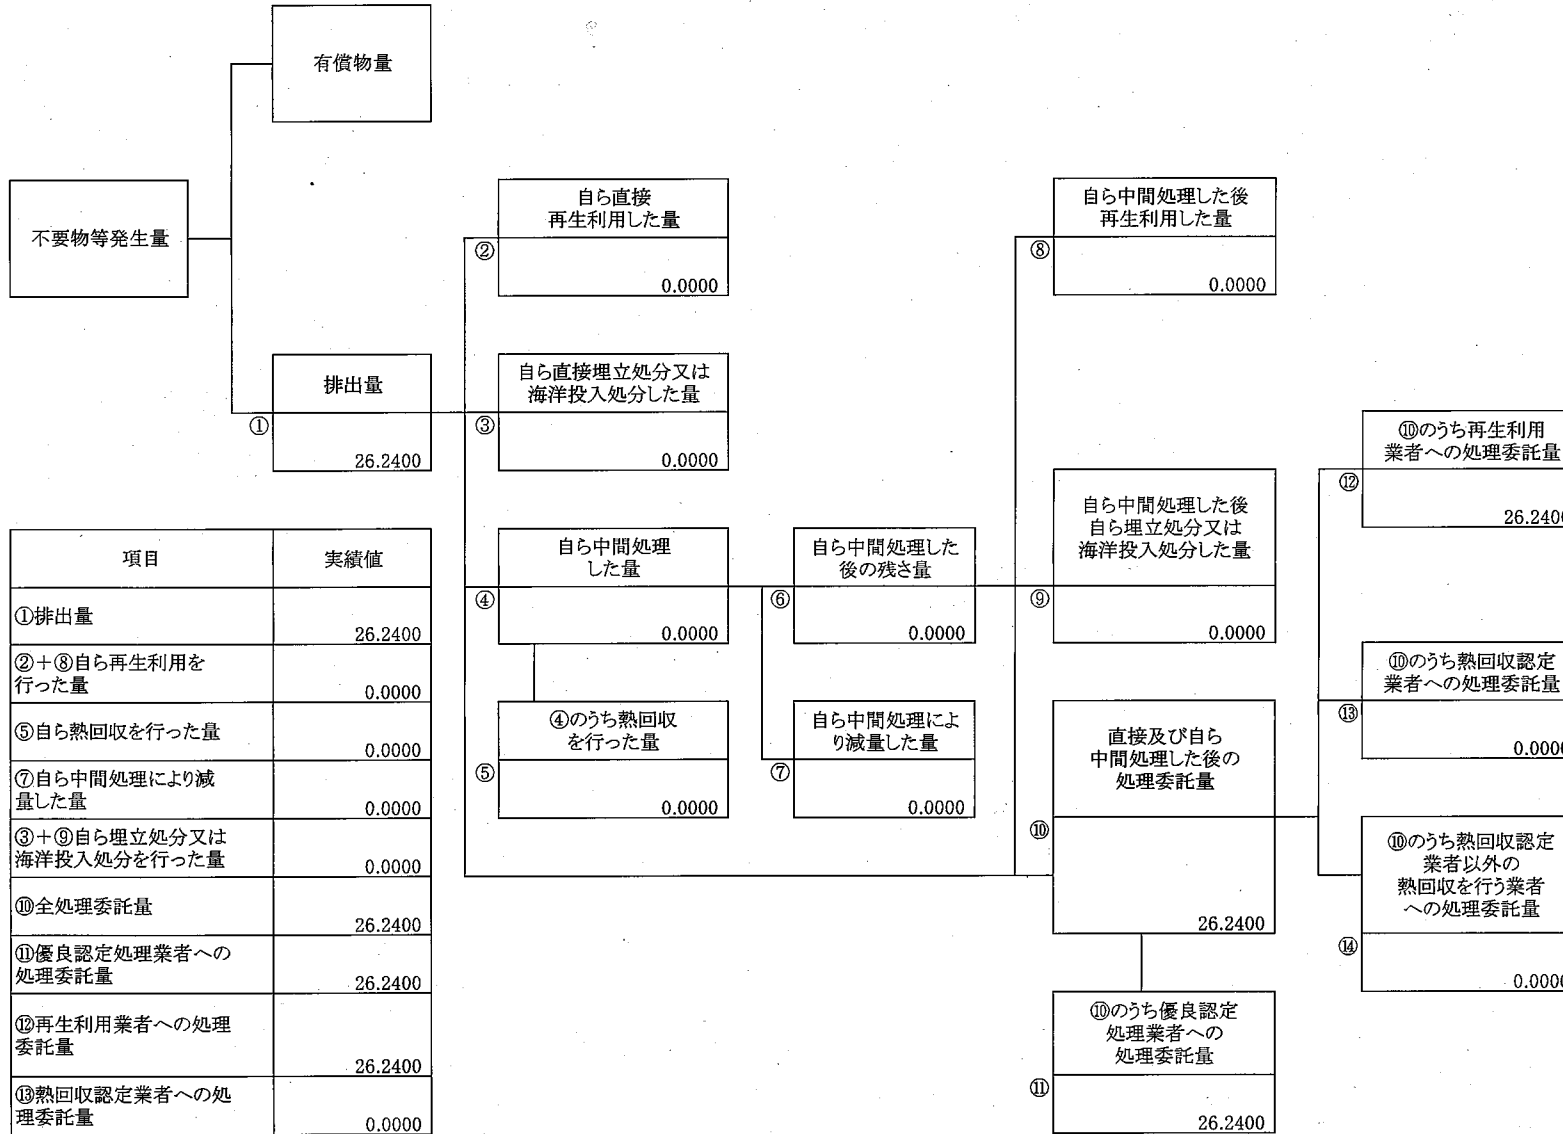 有償物量
不要物等発生量
排出量
①
26.2400
自ら直接
再生利用した量
②
0.0000
自ら直接埋立処分又は
海洋投入処分した量
③
0.0000
自ら中間処理
した量
④
0.0000
④のうち熱回収
を行った量
⑤
0.0000
自ら中間処理した
後の残さ量
⑥
0.0000
自ら中間処理によ
り減量した量
⑦
0.0000
自ら中間処理した後
再生利用した量
⑧
0.0000
自ら中間処理した後
自ら埋立処分又は
海洋投入処分した量
⑨
0.0000
直接及び自ら
中間処理した後の
処理委託量
⑩
26.2400
⑩のうち優良認定
処理業者への
処理委託量
⑪
26.2400
⑩のうち再生利用
業者への処理委託量
⑫
26.2400
⑩のうち熱回収認定
業者への処理委託量
⑬
0.0000
⑩のうち熱回収認定
業者以外の
熱回収を行う業者
への処理委託量
⑭
0.0000
項目 実績値
①排出量 26.2400
②+⑧自ら再生利用を
行った量 0.0000
⑤自ら熱回収を行った量 0.0000
⑦自ら中間処理により減
量した量 0.0000
③+⑨自ら埋立処分又は
海洋投入処分を行った量 0.0000
⑩全処理委託量 26.2400
⑪優良認定処理業者への
処理委託量 26.2400
⑫再生利用業者への処理
委託量 26.2400
⑬熱回収認定業者への処
理委託量 0.0000